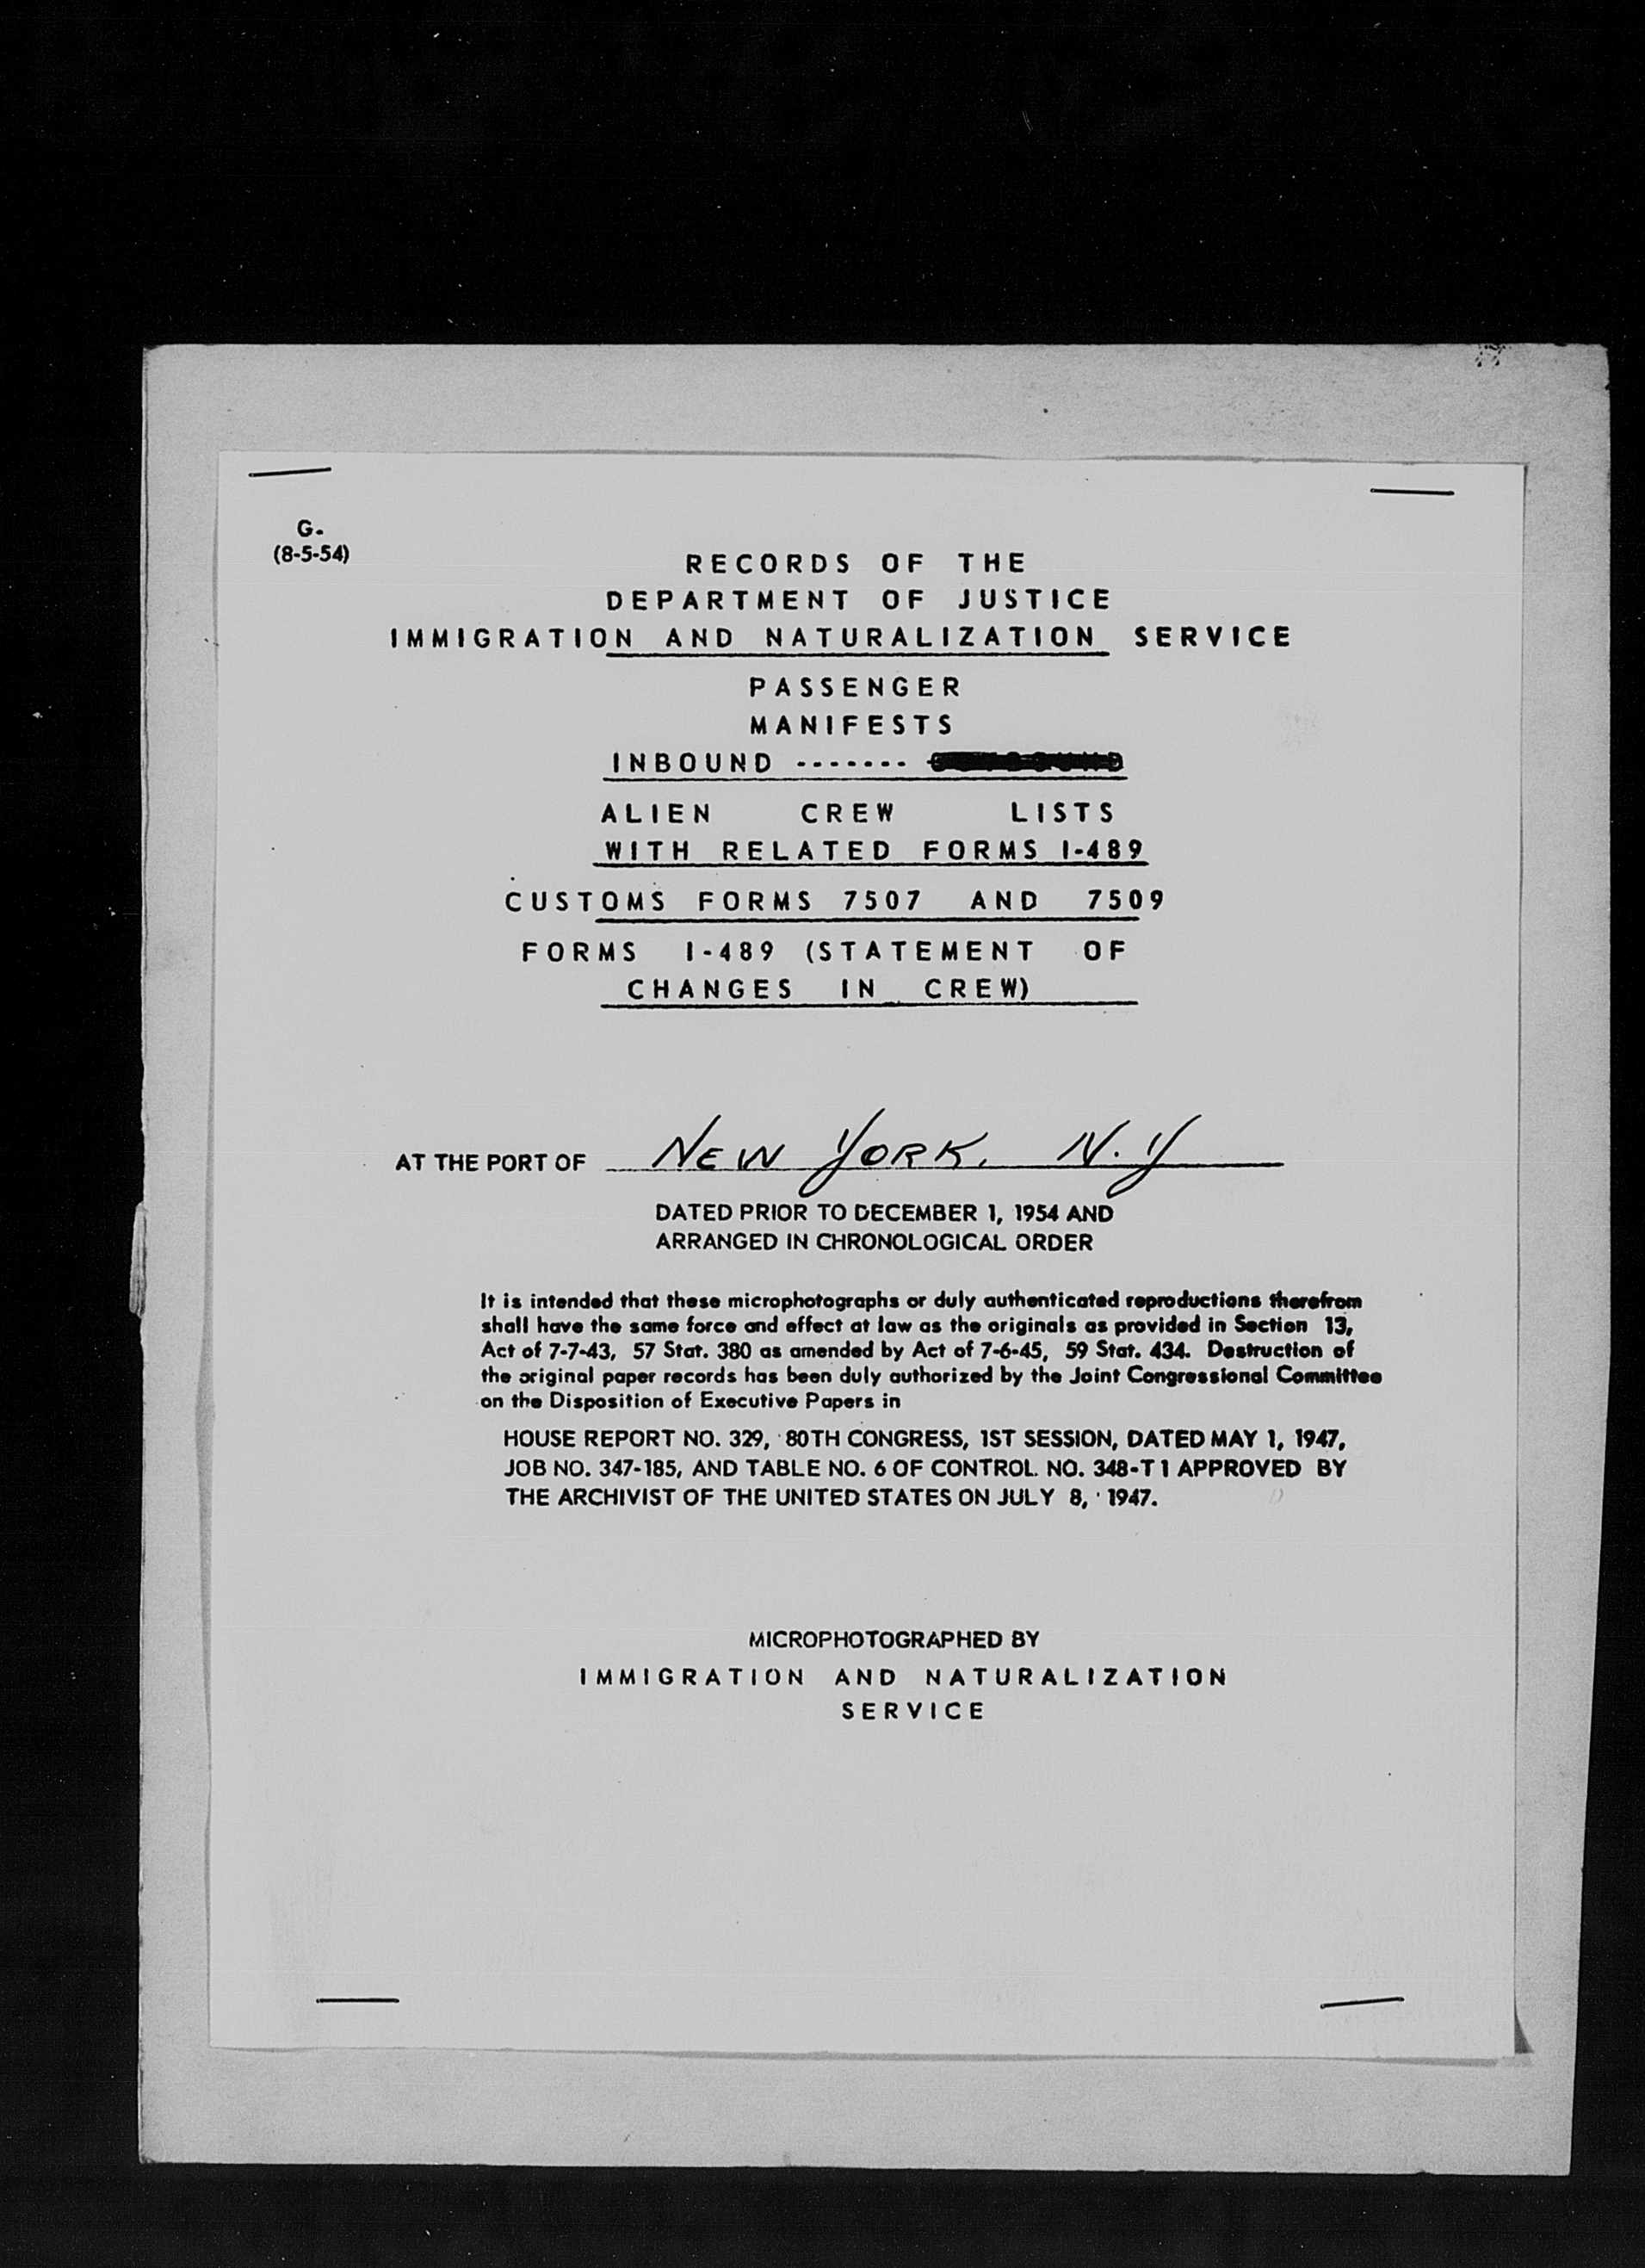 G.
(8-5-54)
RECORDS OF THE
DEPARTMENT OF JUSTICE
IMMIGRATION AND NATURALIZATION SERVICE
PASSENGER
MANIFESTS
INBOUND -------
ALIEN CREW LISTS
WITH RELATED FORMS I-489
CUSTOMS FORMS 7507 AND 7509
FORMS I-489 (STATEMENT OF
CHANGES IN CREW)
AT THE PORT OF NEW YORK, N.Y
DATED PRIOR TO DECEMBER 1, 1954 AND
ARRANGED IN CHRONOLOGICAL ORDER
It is intended that these microphotographs or duly authenticated reproductions therefrom
shall have the same force and effect at law as the originals as provided in Section 13,
Act of 7-7-43, 57 Stat. 380 as amended by Act of 7-6-45, 59 Stat. 434. Destruction of
the original paper records has been duly authorized by the Joint Congressional Committee
on the Disposition of Executive Papers in
HOUSE REPORT NO. 329, 80TH CONGRESS, 1ST SESSION, DATED MAY 1, 1947,
JOB NO. 347-185, AND TABLE NO. 6 OF CONTROL NO. 348-T1 APPROVED BY
THE ARCHIVIST OF THE UNITED STATES ON JULY 8, 1947.
MICROPHOTOGRAPHED BY
IMMIGRATION AND NATURALIZATION
SERVICE